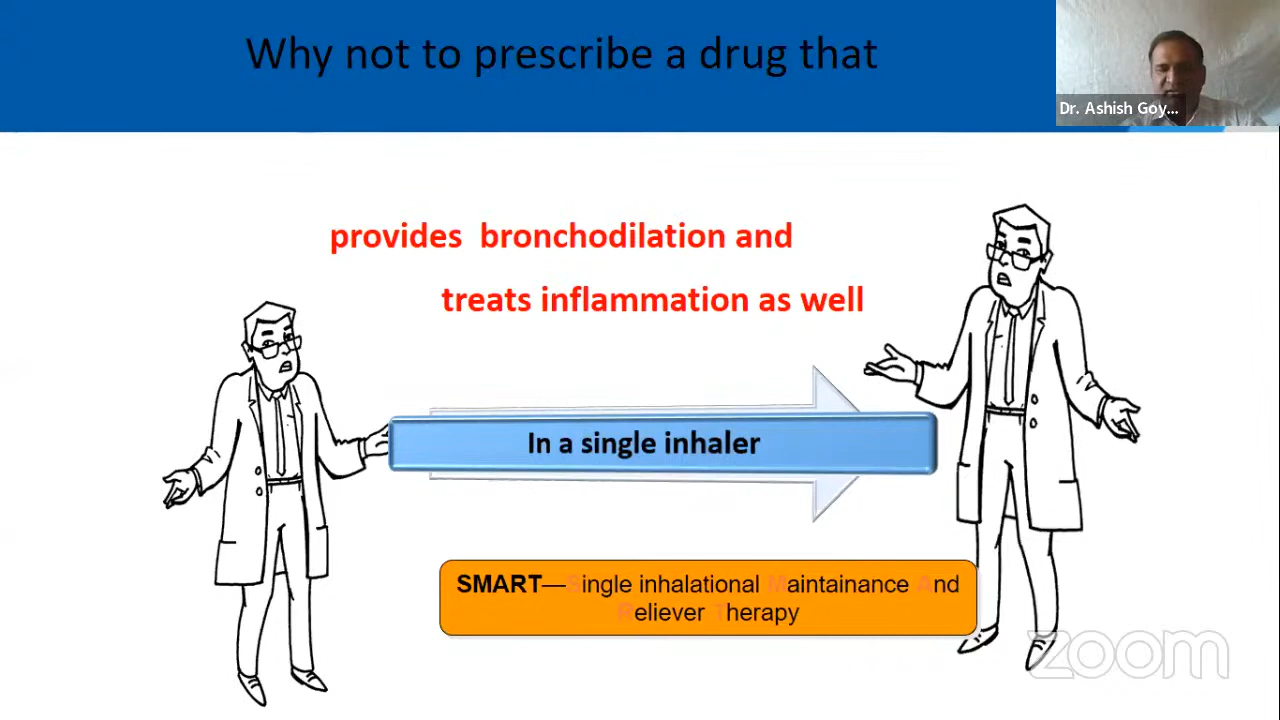 Why not to prescribe a drug that
Dr. Ashish Goy...
provides bronchodilation and
treats inflammation as well
In a single inhaler
SMART—Single inhalational Maintainance And
Reliever Therapy
zoom